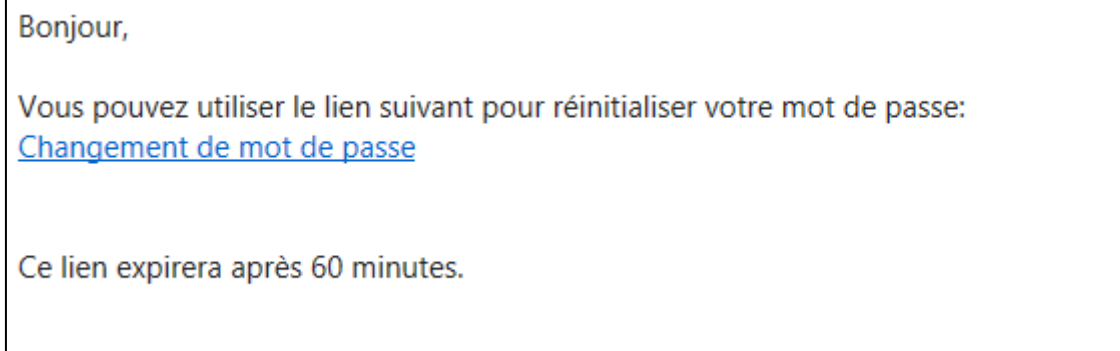 Bonjour,
Vous pouvez utiliser le lien suivant pour réinitialiser votre mot de passe:
Changement de mot de passe
Ce lien expirera après 60 minutes.